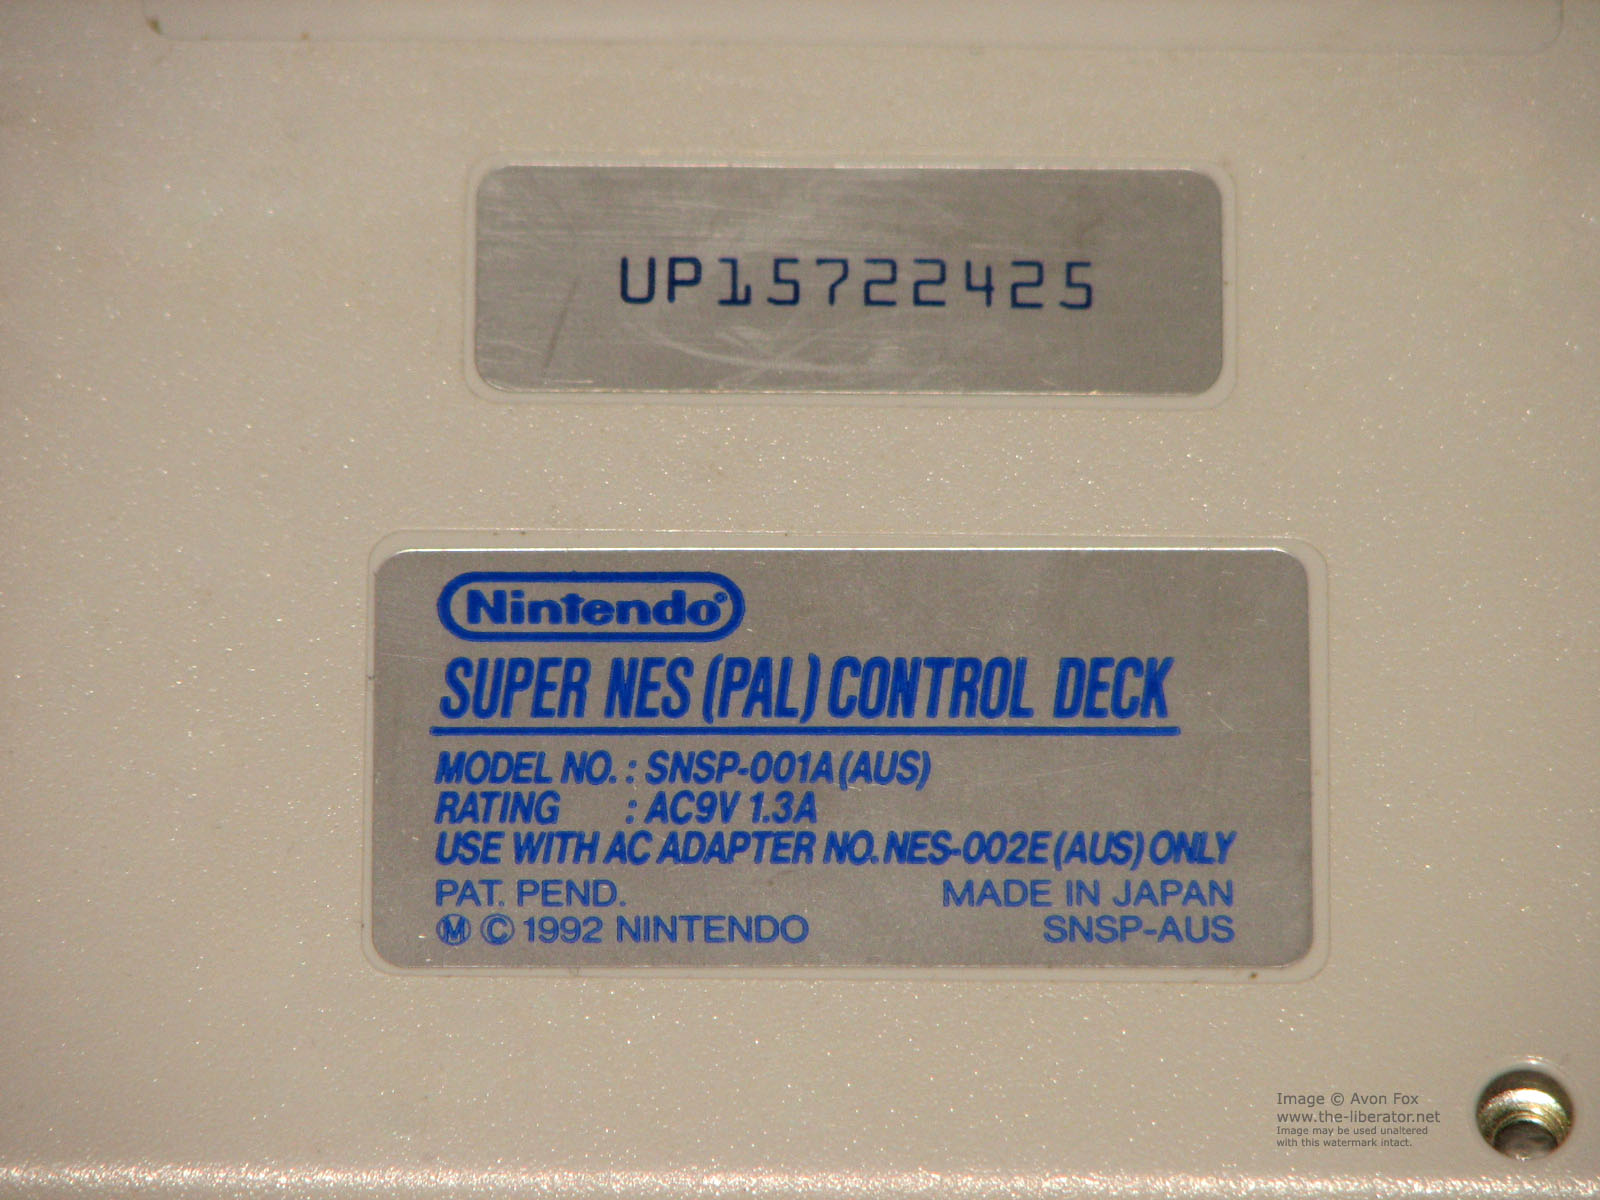 UP15722425
Nintendo®
SUPER NES (PAL) CONTROL DECK
MODEL NO. : SNSP-001A (AUS)
RATING : AC9V 1.3A
USE WITH AC ADAPTER NO. NES-002E (AUS) ONLY
PAT. PEND. MADE IN JAPAN
Ⓜ © 1992 NINTENDO SNSP-AUS
Image © Avon Fox
www.the-liberator.net
Image may be used unaltered
with this watermark intact.